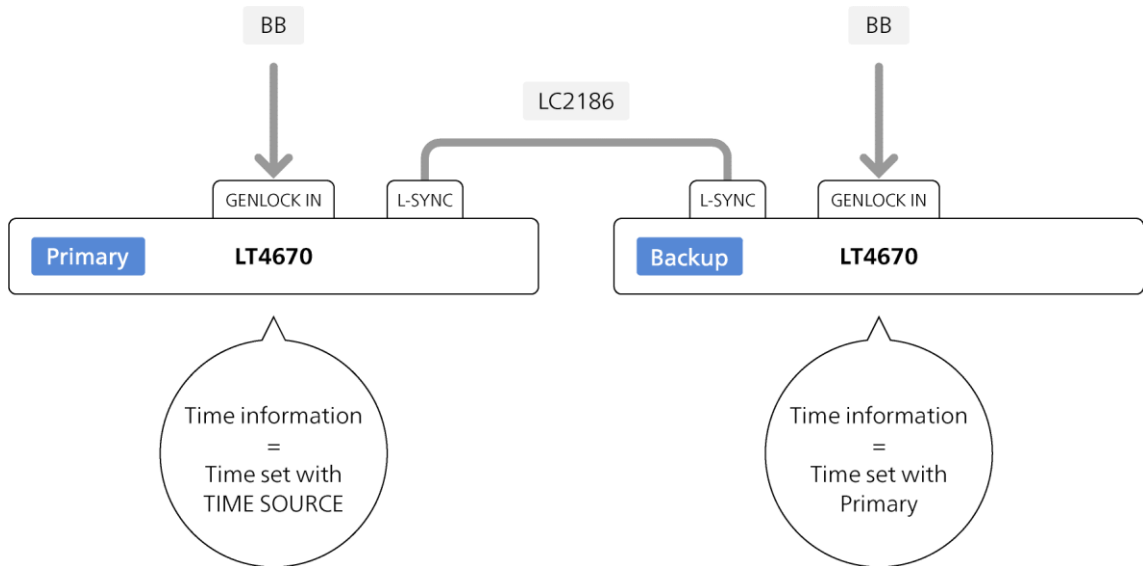 BB
BB
LC2186
GENLOCK IN
L-SYNC
L-SYNC
GENLOCK IN
Primary
LT4670
Backup
LT4670
Time information
=
Time set with
TIME SOURCE
Time information
=
Time set with
Primary